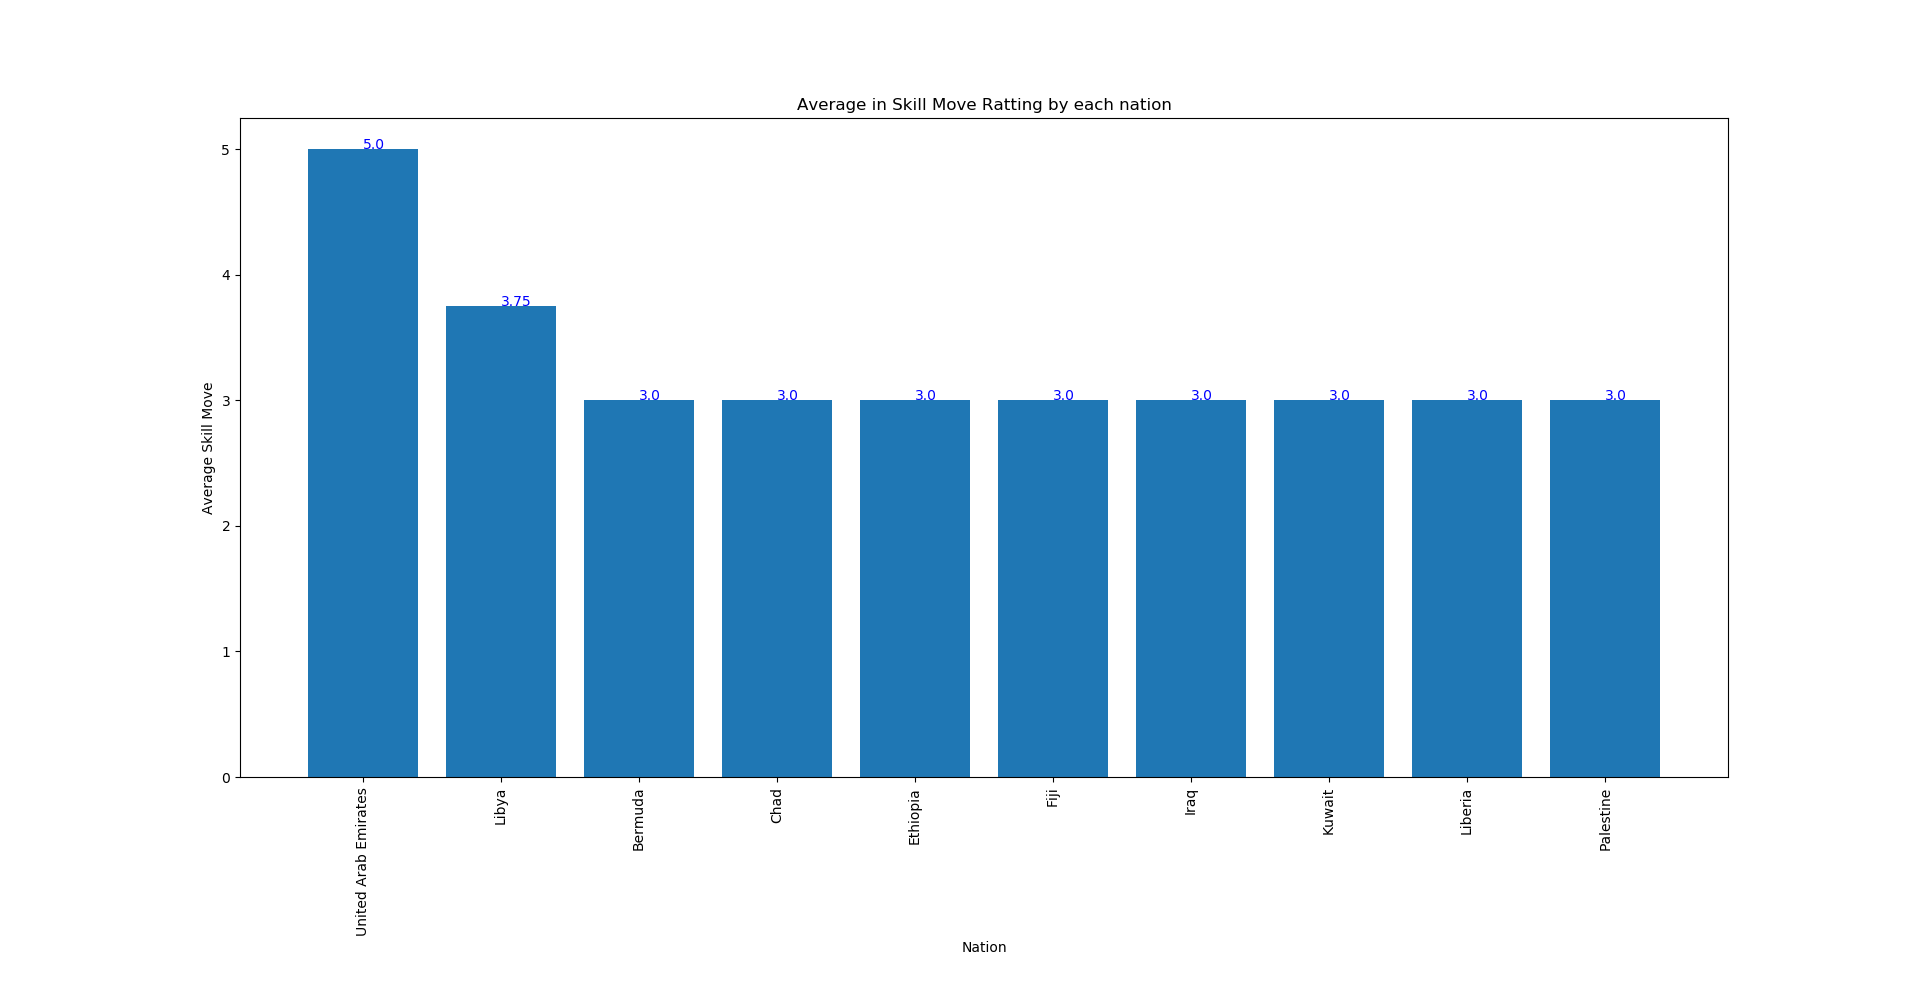 Average in Skill Move Ratting by each nation
Average Skill Move
5
4
3
2
1
0
5.0
3.75
3.0
3.0
3.0
3.0
3.0
3.0
3.0
3.0
United Arab Emirates
Libya
Bermuda
Chad
Ethiopia
Fiji
Iraq
Kuwait
Liberia
Palestine
Nation